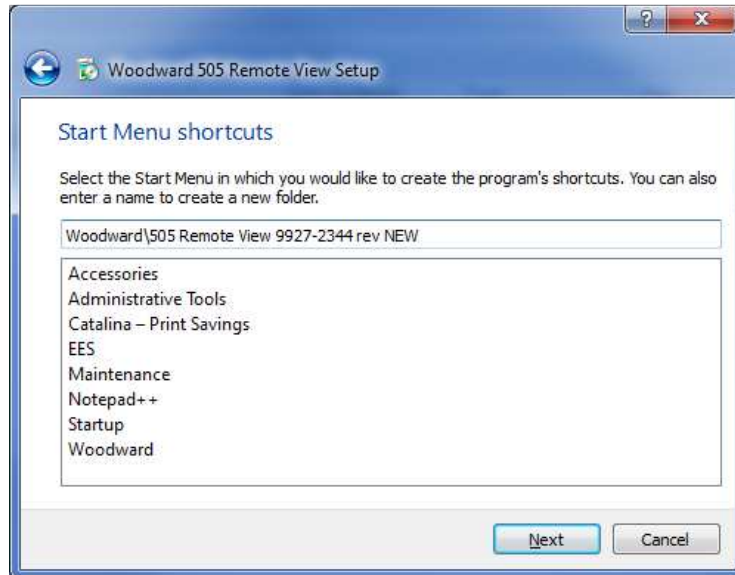 ?
Woodward 505 Remote View Setup
Start Menu shortcuts
Select the Start Menu in which you would like to create the program's shortcuts. You can also
enter a name to create a new folder.
Woodward\505 Remote View 9927-2344 rev NEW
Accessories
Administrative Tools
Catalina – Print Savings
EES
Maintenance
Notepad++
Startup
Woodward
Next
Cancel